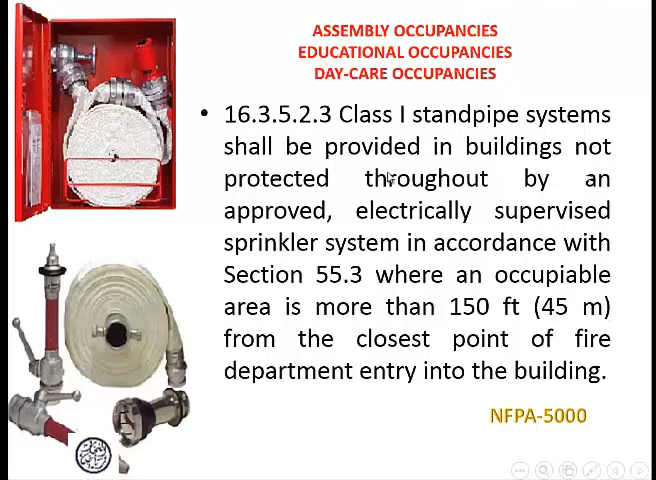 ASSEMBLY OCCUPANCIES
EDUCATIONAL OCCUPANCIES
DAY-CARE OCCUPANCIES
• 16.3.5.2.3 Class I standpipe systems
shall be provided in buildings not
protected throughout by an
approved, electrically supervised
sprinkler system in accordance with
Section 55.3 where an occupiable
area is more than 150 ft (45 m)
from the closest point of fire
department entry into the building.
NFPA-5000